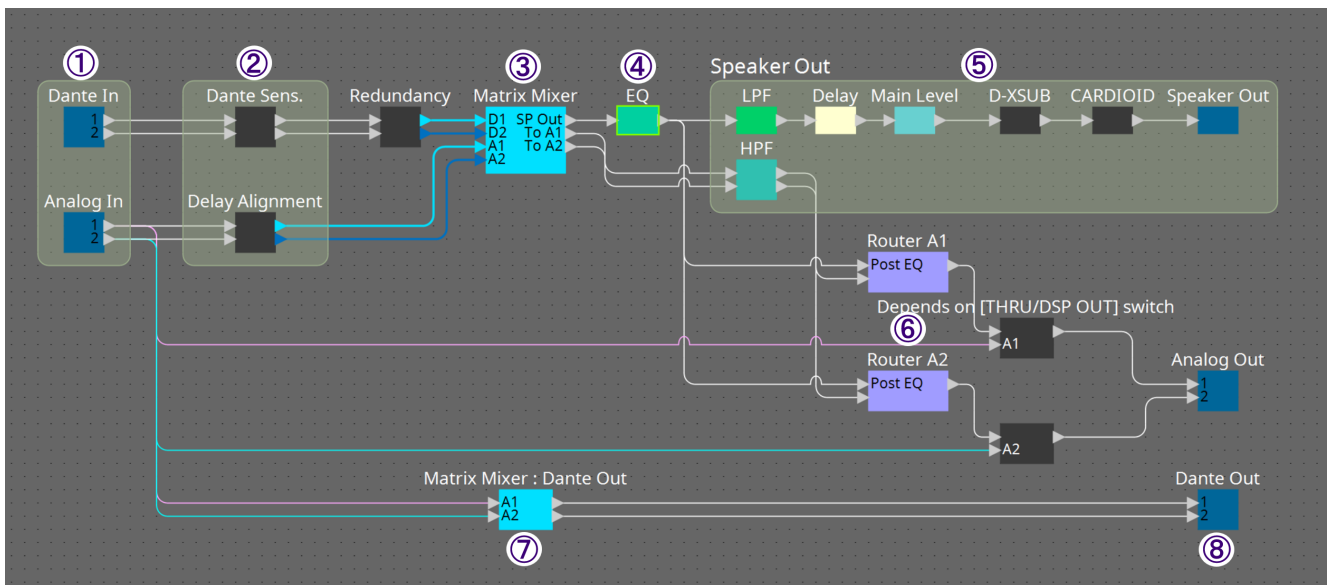 ①
②
③
④
Speaker Out
⑤
Dante In
1
2
Dante Sens.
Redundancy
Matrix Mixer
D1 SP Out
D2 To A1
A1 To A2
A2
EQ
LPF
Delay
Main Level
D-XSUB
CARDIOID
Speaker Out
HPF
Analog In
1
2
Delay Alignment
Router A1
Post EQ
Depends on [THRU/DSP OUT] switch
⑥
A1
Router A2
Post EQ
Analog Out
1
2
A2
Matrix Mixer : Dante Out
A1
A2
⑦
Dante Out
1
2
⑧